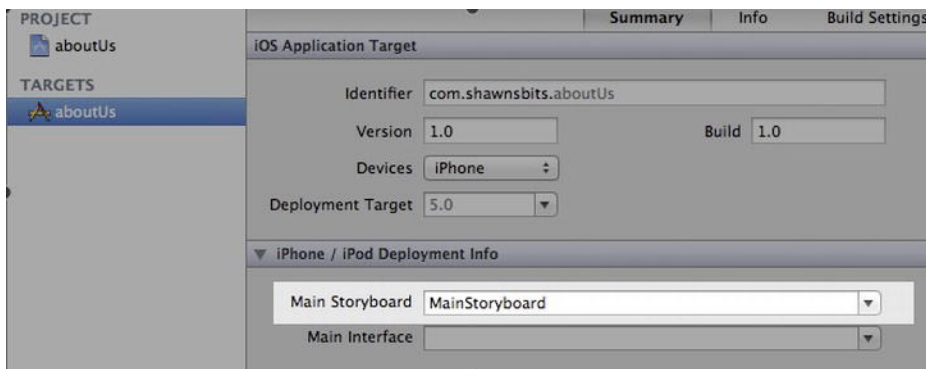 PROJECT
aboutUs
TARGETS
aboutUs
Summary Info Build Settings
iOS Application Target
Identifier com.shawnsbits.aboutUs
Version 1.0 Build 1.0
Devices iPhone
Deployment Target 5.0
iPhone / iPod Deployment Info
Main Storyboard MainStoryboard
Main Interface